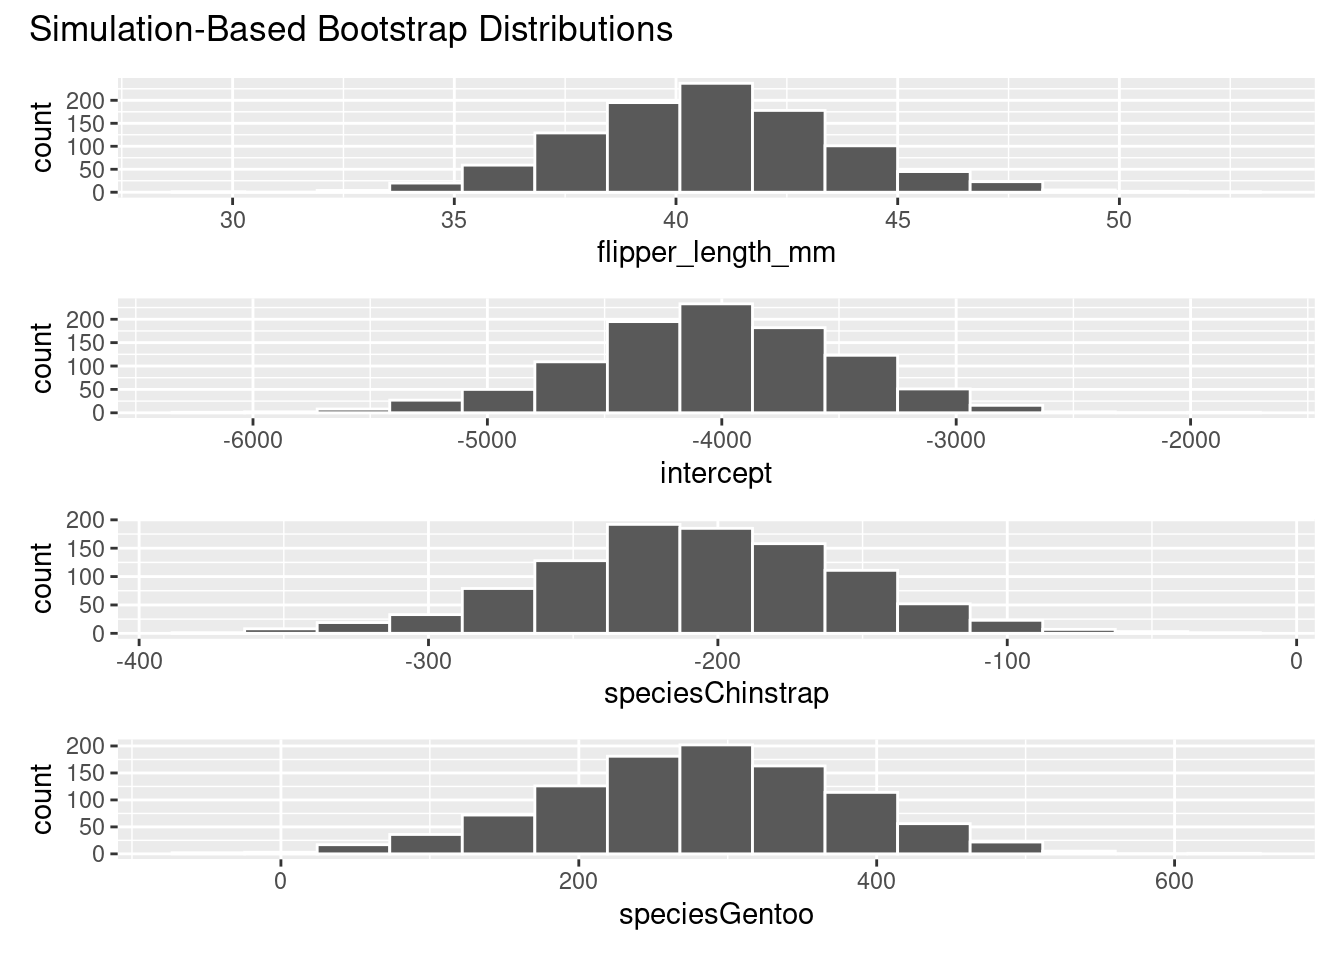 Simulation-Based Bootstrap Distributions
count
200
150
100
50
0
30 35 40 45 50
flipper_length_mm
count
200
150
100
50
0
-6000 -5000 -4000 -3000 -2000
intercept
count
200
150
100
50
0
-400 -300 -200 -100 0
speciesChinstrap
count
200
150
100
50
0
0 200 400 600
speciesGentoo